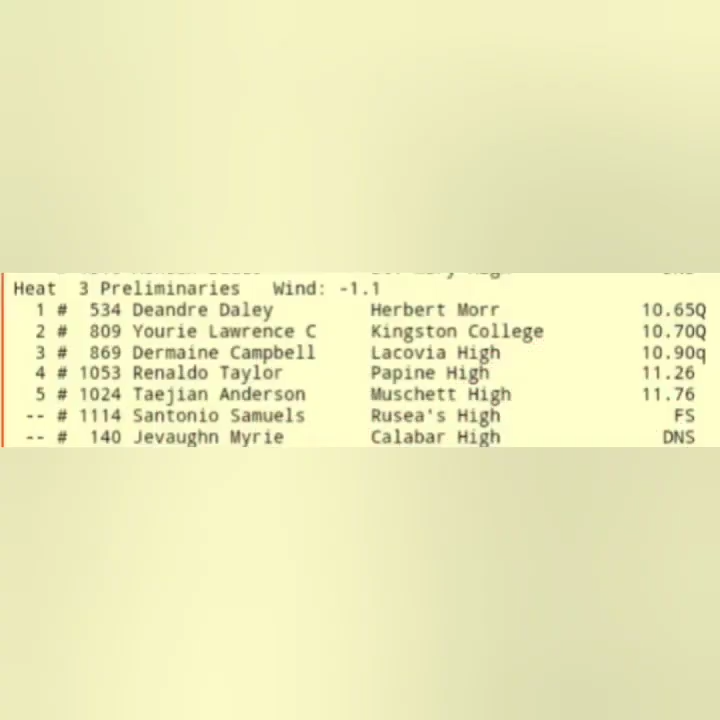 Heat 3 Preliminaries Wind: -1.1
1 # 534 Deandre Daley Herbert Morr 10.65Q
2 # 809 Yourie Lawrence C Kingston College 10.70Q
3 # 869 Dermaine Campbell Lacovia High 10.90q
4 # 1053 Renaldo Taylor Papine High 11.26
5 # 1024 Taejian Anderson Muschett High 11.76
-- # 1114 Santonio Samuels Rusea's High FS
-- # 140 Jevaughn Myrie Calabar High DNS